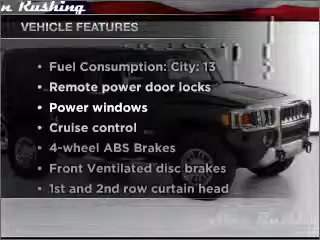 n Rushing
VEHICLE FEATURES
• Fuel Consumption: City: 13
• Remote power door locks
• Power windows
• Cruise control
• 4-wheel ABS Brakes
• Front Ventilated disc brakes
• 1st and 2nd row curtain head